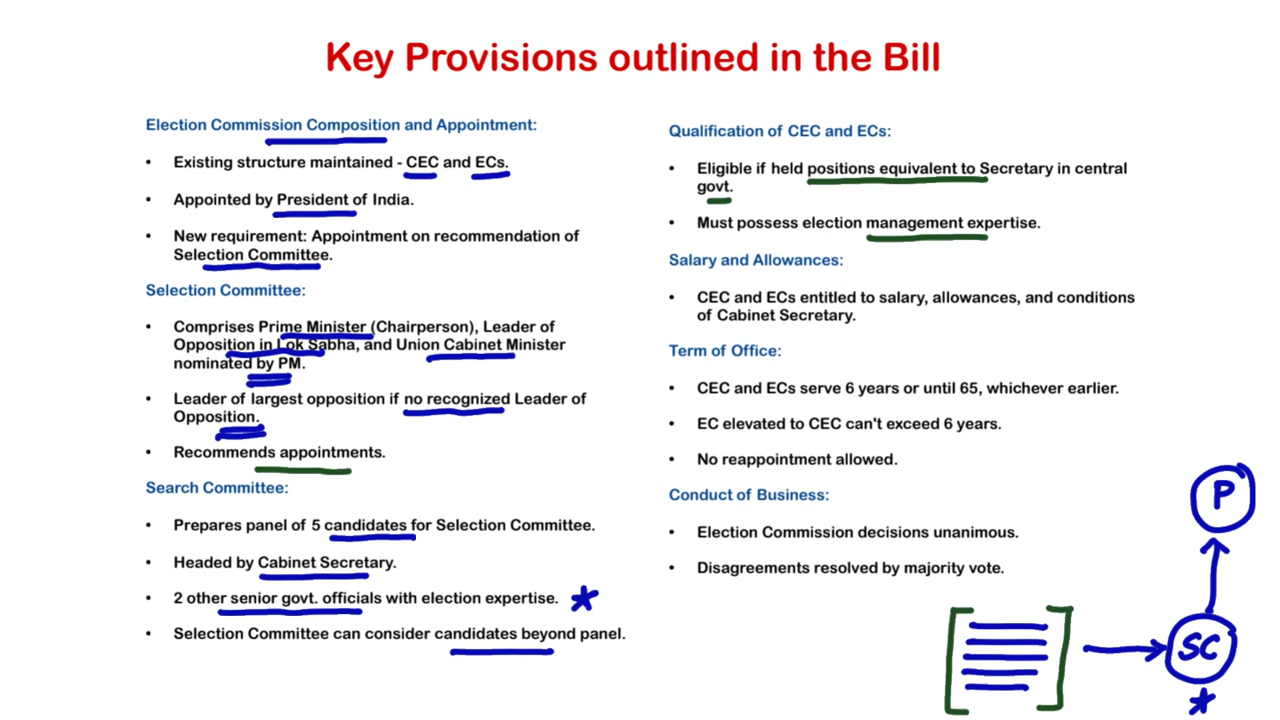 Key Provisions outlined in the Bill
Election Commission Composition and Appointment:
• Existing structure maintained - CEC and ECs.
• Appointed by President of India.
• New requirement: Appointment on recommendation of
Selection Committee.
Selection Committee:
• Comprises Prime Minister (Chairperson), Leader of
Opposition in Lok Sabha, and Union Cabinet Minister
nominated by PM.
• Leader of largest opposition if no recognized Leader of
Opposition.
• Recommends appointments.
Search Committee:
• Prepares panel of 5 candidates for Selection Committee.
• Headed by Cabinet Secretary.
• 2 other senior govt. officials with election expertise.
• Selection Committee can consider candidates beyond panel.
Qualification of CEC and ECs:
• Eligible if held positions equivalent to Secretary in central
govt.
• Must possess election management expertise.
Salary and Allowances:
• CEC and ECs entitled to salary, allowances, and conditions
of Cabinet Secretary.
Term of Office:
• CEC and ECs serve 6 years or until 65, whichever earlier.
• EC elevated to CEC can't exceed 6 years.
• No reappointment allowed.
Conduct of Business:
• Election Commission decisions unanimous.
• Disagreements resolved by majority vote.
P
SC